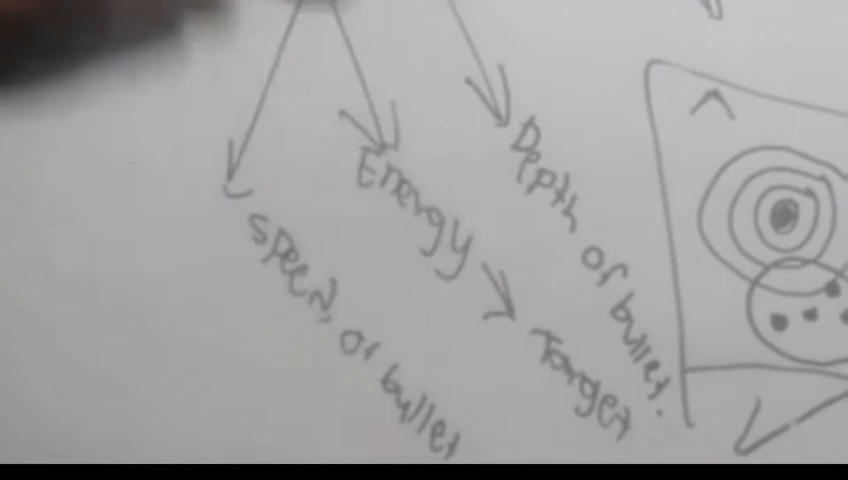 Speed, of bullet
Energy → Target
Depth of bullet.